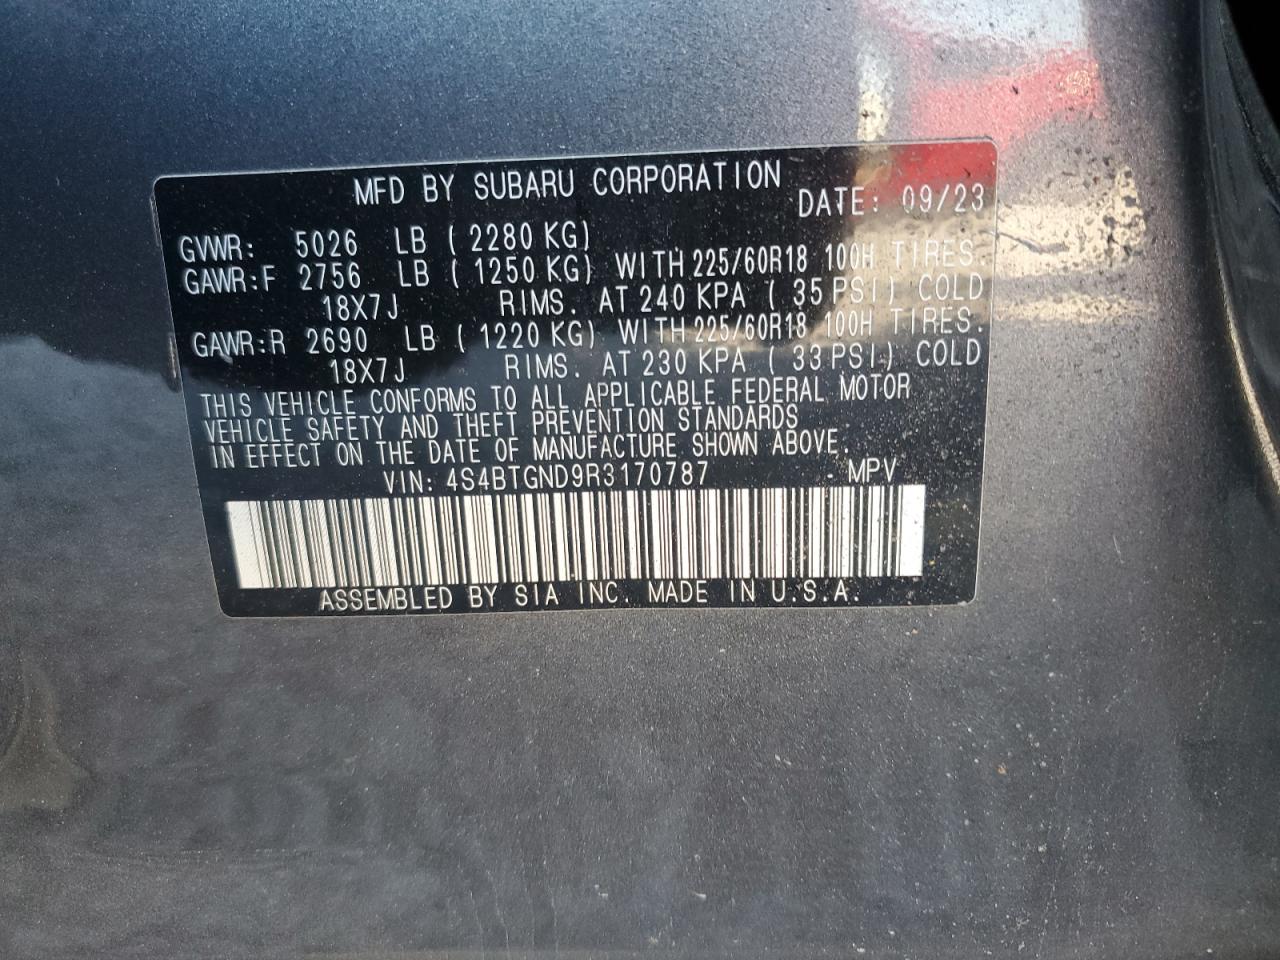 MFD BY SUBARU CORPORATION
DATE: 09/23
GVWR: 5026 LB ( 2280 KG)
GAWR:F 2756 LB ( 1250 KG) WITH 225/60R18 100H TIRES.
18X7J RIMS. AT 240 KPA ( 35 PSI) COLD
GAWR:R 2690 LB ( 1220 KG) WITH 225/60R18 100H TIRES.
18X7J RIMS. AT 230 KPA ( 33 PSI) COLD
THIS VEHICLE CONFORMS TO ALL APPLICABLE FEDERAL MOTOR
VEHICLE SAFETY AND THEFT PREVENTION STANDARDS
IN EFFECT ON THE DATE OF MANUFACTURE SHOWN ABOVE.
VIN: 4S4BTGND9R3170787 MPV
ASSEMBLED BY SIA INC. MADE IN U.S.A.